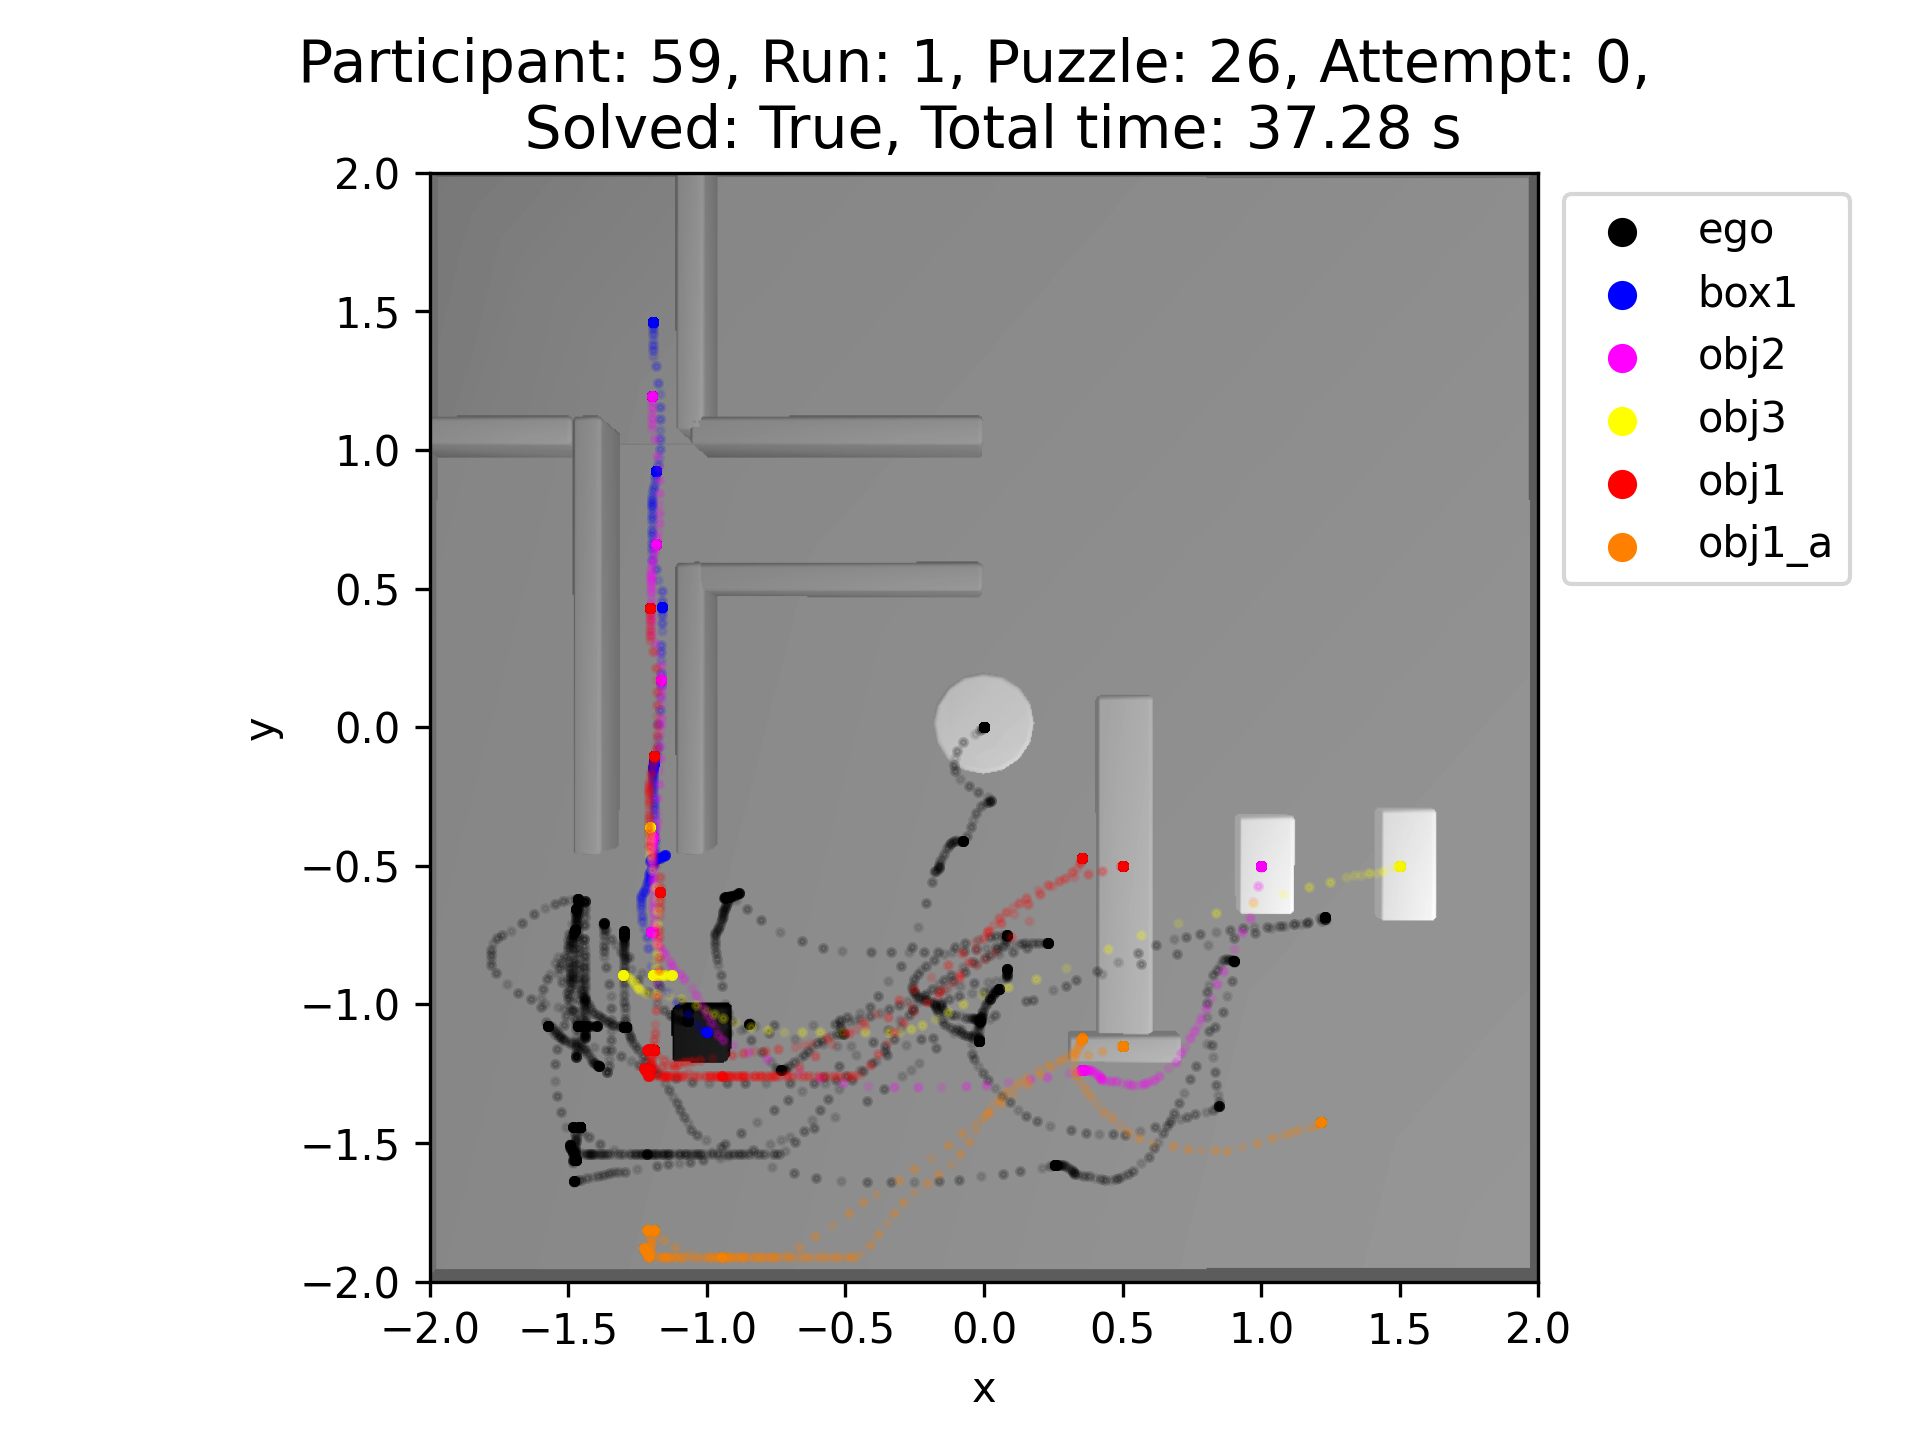 Participant: 59, Run: 1, Puzzle: 26, Attempt: 0,
Solved: True, Total time: 37.28 s
2.0
1.5
1.0
0.5
0.0
−0.5
−1.0
−1.5
−2.0
y
−2.0 −1.5 −1.0 −0.5 0.0 0.5 1.0 1.5 2.0
x
ego
box1
obj2
obj3
obj1
obj1_a